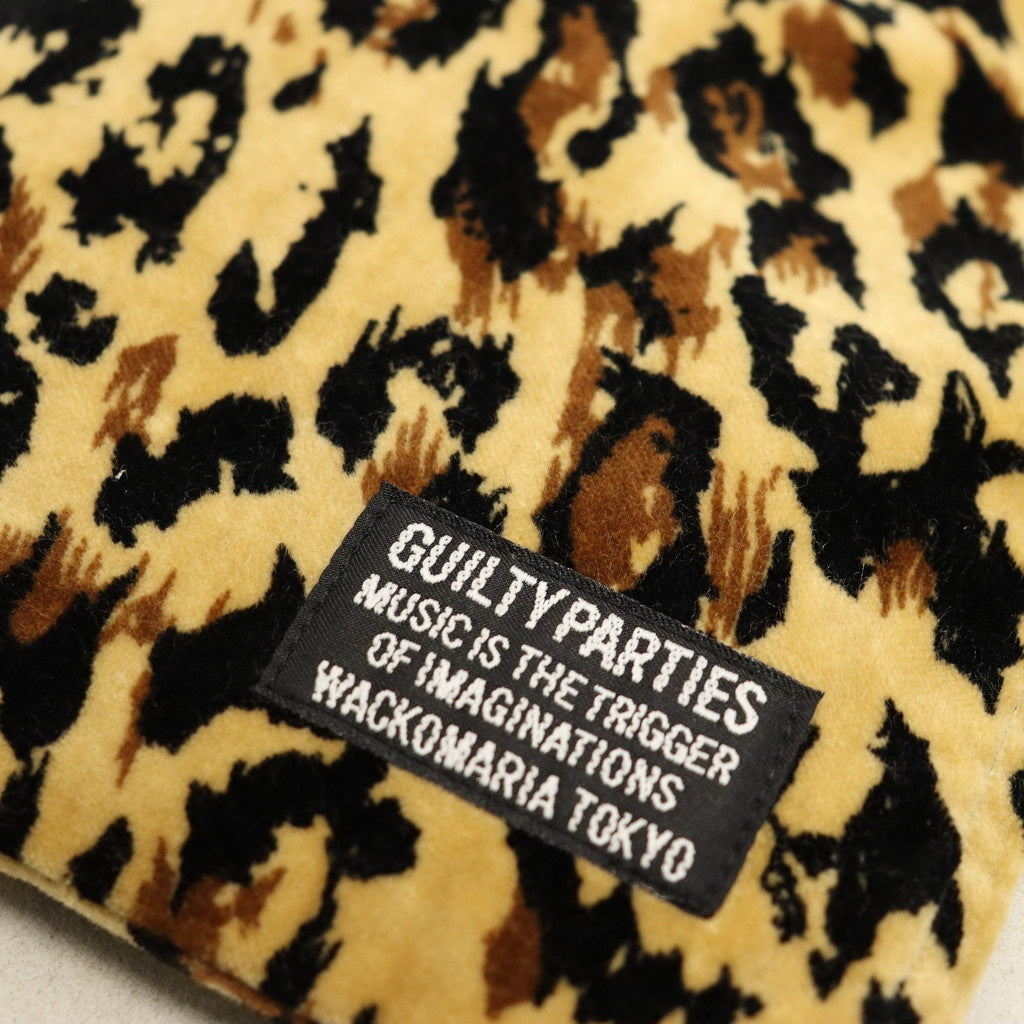 GUILTY PARTIES
MUSIC IS THE TRIGGER
OF IMAGINATIONS
WACKOMARIA TOKYO